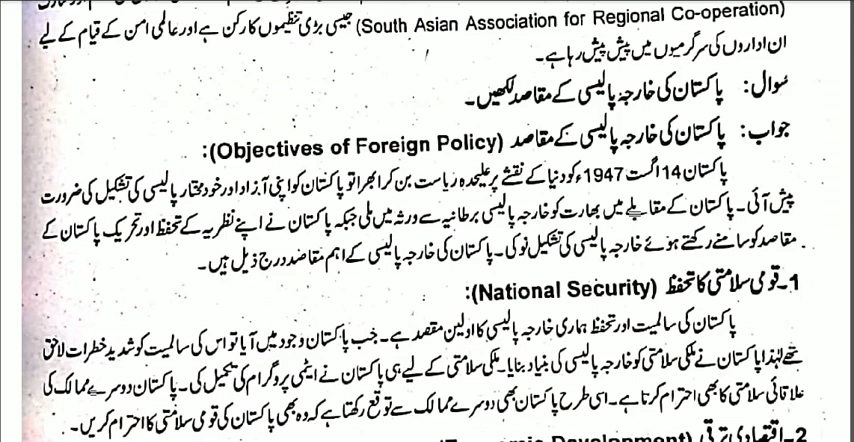 (South Asian Association for Regional Co-operation) جیسی بڑی تنظیموں کا رکن ہے اور عالمی امن کے قیام کے لیے
ان اداروں کی سرگرمیوں میں پیش پیش رہا ہے۔
سوال: پاکستان کی خارجہ پالیسی کے مقاصد لکھیں۔
جواب: پاکستان کی خارجہ پالیسی کے مقاصد (Objectives of Foreign Policy):
پاکستان 14 اگست 1947ء کو دنیا کے نقشے پر علیحدہ ریاست بن کر ابھرا تو پاکستان کو اپنی آزاد اور خود مختار پالیسی کی تشکیل کی ضرورت
پیش آئی۔ پاکستان کے مقابلے میں بھارت کو خارجہ پالیسی برطانیہ سے ورثہ میں ملی جبکہ پاکستان نے اپنے نظریہ کے تحفظ اور تحریک پاکستان کے
مقاصد کو سامنے رکھتے ہوئے خارجہ پالیسی کی تشکیل نو کی۔ پاکستان کی خارجہ پالیسی کے اہم مقاصد درج ذیل ہیں۔
1۔ قومی سلامتی کا تحفظ (National Security):
پاکستان کی سالمیت اور تحفظ ہماری خارجہ پالیسی کا اولین مقصد ہے۔ جب پاکستان وجود میں آیا تو اس کی سالمیت کو شدید خطرات لاحق
تھے لہٰذا پاکستان نے ملکی سلامتی کو خارجہ پالیسی کی بنیاد بنایا۔ ملکی سلامتی کے لیے ہی پاکستان نے ایٹمی پروگرام کی تکمیل کی۔ پاکستان دوسرے ممالک کی
علاقائی سلامتی کا بھی احترام کرتا ہے۔ اسی طرح پاکستان بھی دوسرے ممالک سے توقع رکھتا ہے کہ وہ بھی پاکستان کی قومی سلامتی کا احترام کریں۔
2۔ اقتصادی ترقی (Economic Development)